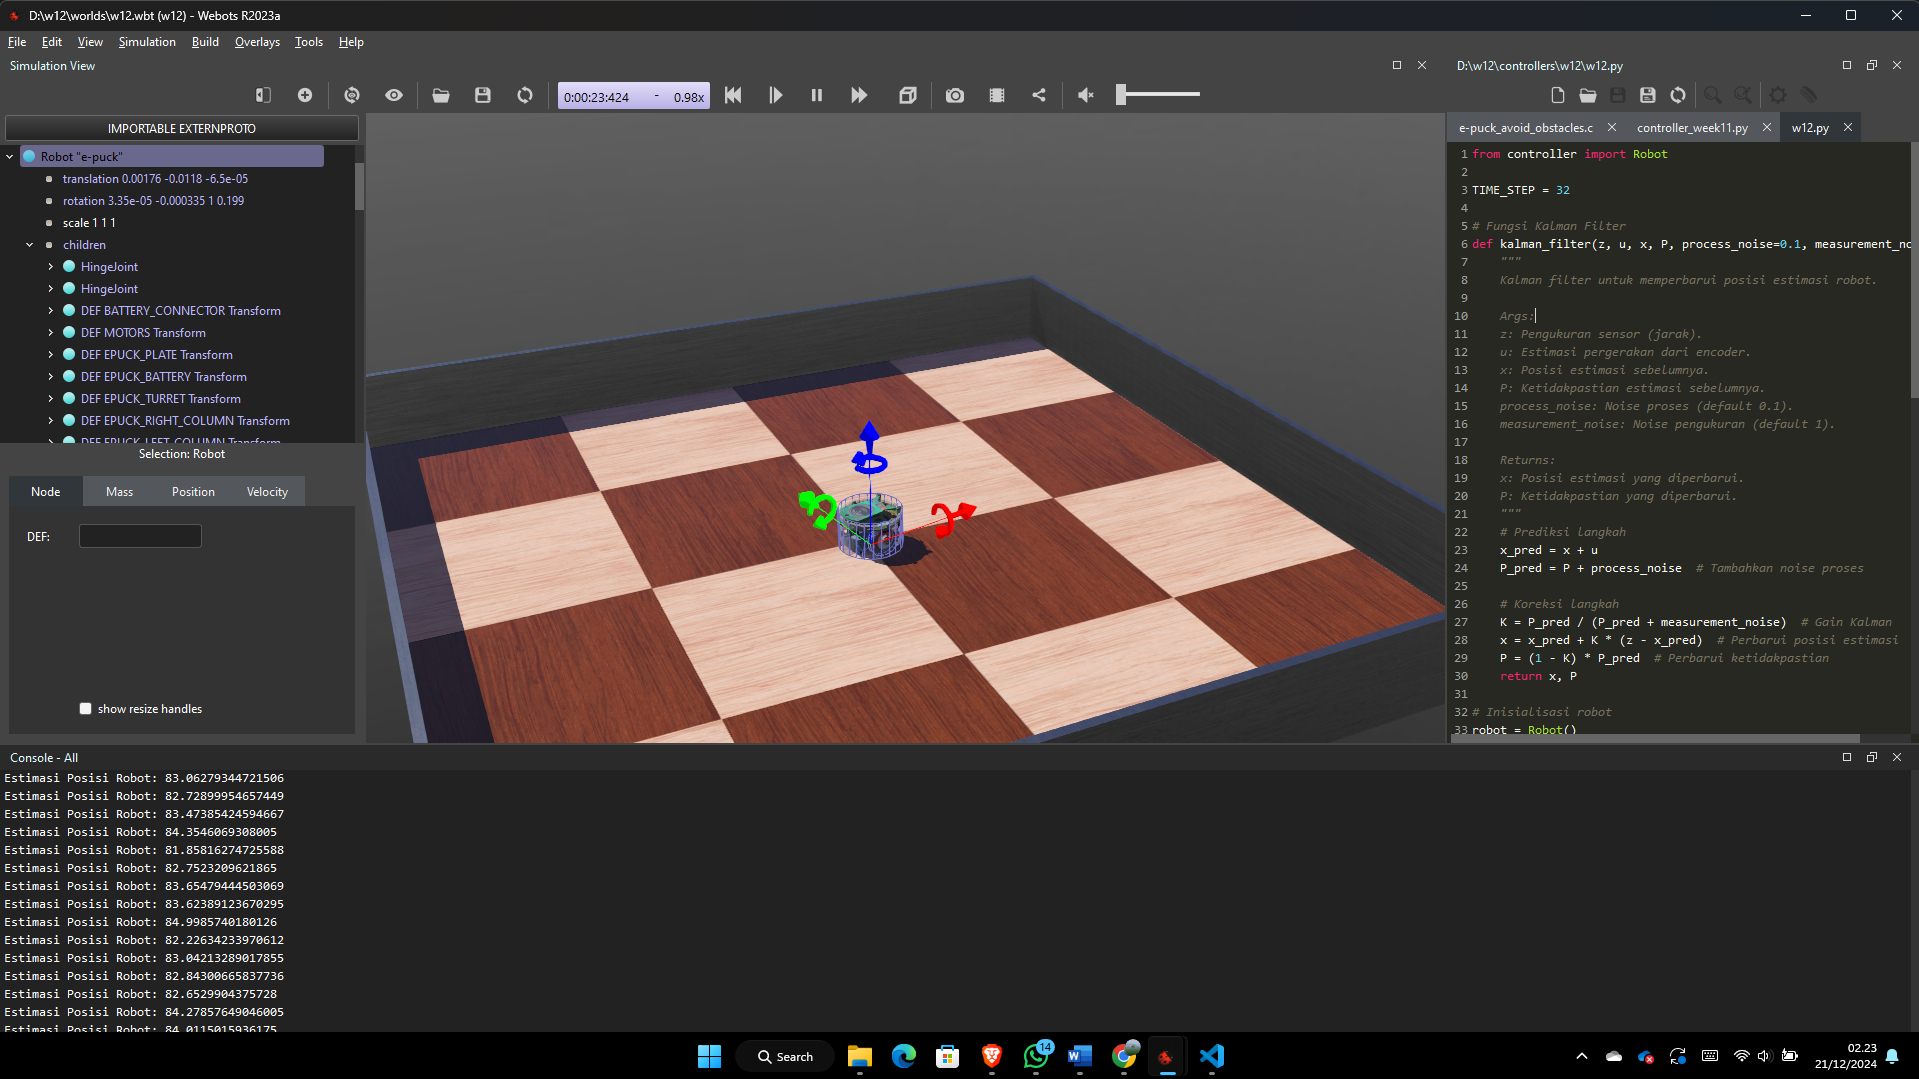 D:\w12\worlds\w12.wbt (w12) - Webots R2023a
File Edit View Simulation Build Overlays Tools Help
Simulation View
0:00:23:424 - 0.98x
IMPORTABLE EXTERNPROTO
Robot "e-puck"
translation 0.00176 -0.0118 -6.5e-05
rotation 3.35e-05 -0.000335 1 0.199
scale 1 1 1
children
HingeJoint
HingeJoint
DEF BATTERY_CONNECTOR Transform
DEF MOTORS Transform
DEF EPUCK_PLATE Transform
DEF EPUCK_BATTERY Transform
DEF EPUCK_TURRET Transform
DEF EPUCK_RIGHT_COLUMN Transform
DEF EPUCK_LEFT_COLUMN Transform
Selection: Robot
Node Mass Position Velocity
DEF:
show resize handles
D:\w12\controllers\w12\w12.py
e-puck_avoid_obstacles.c controller_week11.py w12.py
1 from controller import Robot
2
3 TIME_STEP = 32
4
5 # Fungsi Kalman Filter
6 def kalman_filter(z, u, x, P, process_noise=0.1, measurement_no
7 """
8 Kalman filter untuk memperbarui posisi estimasi robot.
9
10 Args:
11 z: Pengukuran sensor (jarak).
12 u: Estimasi pergerakan dari encoder.
13 x: Posisi estimasi sebelumnya.
14 P: Ketidakpastian estimasi sebelumnya.
15 process_noise: Noise proses (default 0.1).
16 measurement_noise: Noise pengukuran (default 1).
17
18 Returns:
19 x: Posisi estimasi yang diperbarui.
20 P: Ketidakpastian yang diperbarui.
21 """
22 # Prediksi langkah
23 x_pred = x + u
24 P_pred = P + process_noise # Tambahkan noise proses
25
26 # Koreksi langkah
27 K = P_pred / (P_pred + measurement_noise) # Gain Kalman
28 x = x_pred + K * (z - x_pred) # Perbarui posisi estimasi
29 P = (1 - K) * P_pred # Perbarui ketidakpastian
30 return x, P
31
32 # Inisialisasi robot
33 robot = Robot()
Console - All
Estimasi Posisi Robot: 83.06279344721506
Estimasi Posisi Robot: 82.72899954657449
Estimasi Posisi Robot: 83.47385424594667
Estimasi Posisi Robot: 84.3546069308005
Estimasi Posisi Robot: 81.85816274725588
Estimasi Posisi Robot: 82.7523209621865
Estimasi Posisi Robot: 83.65479444503069
Estimasi Posisi Robot: 83.62389123670295
Estimasi Posisi Robot: 84.9985740180126
Estimasi Posisi Robot: 82.22634233970612
Estimasi Posisi Robot: 83.04213289017855
Estimasi Posisi Robot: 82.84300665837736
Estimasi Posisi Robot: 82.6529904375728
Estimasi Posisi Robot: 84.27857649046005
Estimasi Posisi Robot: 84.0115015936175
Search
14
02.23
21/12/2024